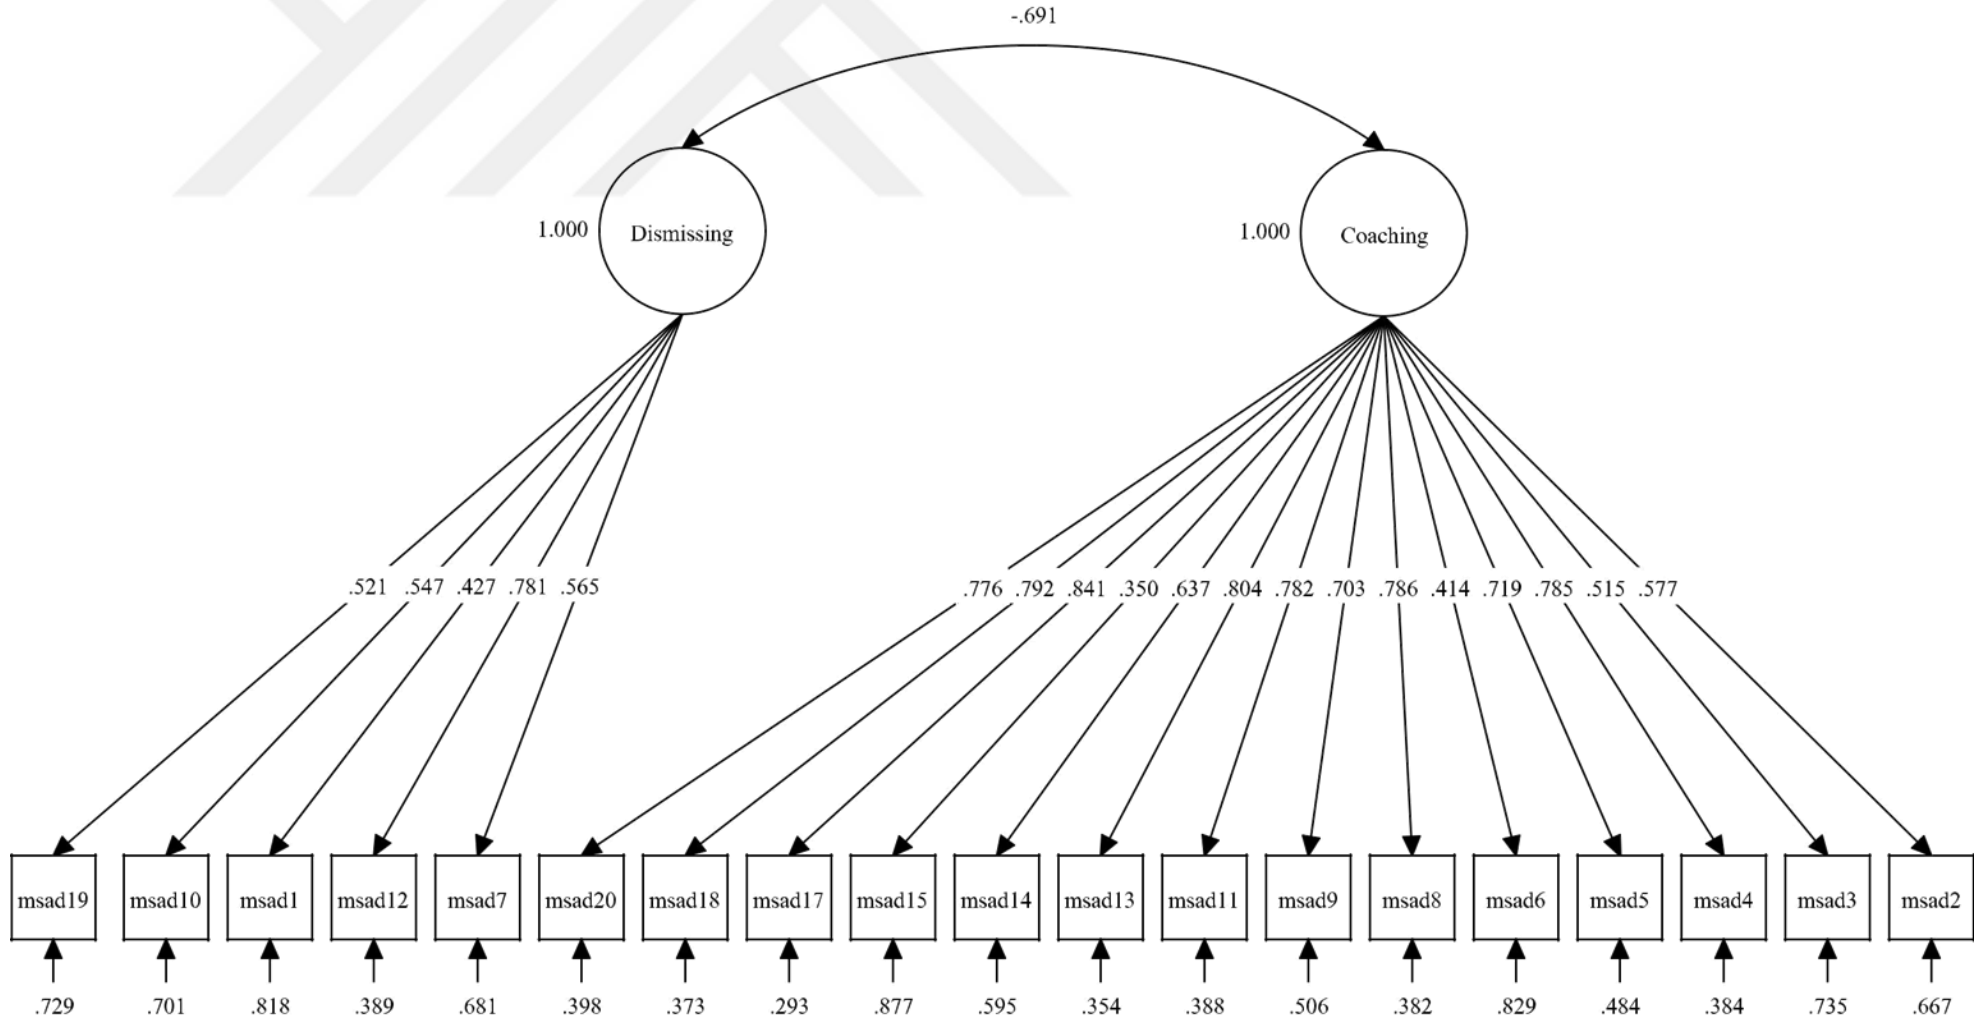 -.691
1.000 Dismissing 1.000 Coaching
.521 .547 .427 .781 .565 .776 .792 .841 .350 .637 .804 .782 .703 .786 .414 .719 .785 .515 .577
msad19 msad10 msad1 msad12 msad7 msad20 msad18 msad17 msad15 msad14 msad13 msad11 msad9 msad8 msad6 msad5 msad4 msad3 msad2
.729 .701 .818 .389 .681 .398 .373 .293 .877 .595 .354 .388 .506 .382 .829 .484 .384 .735 .667